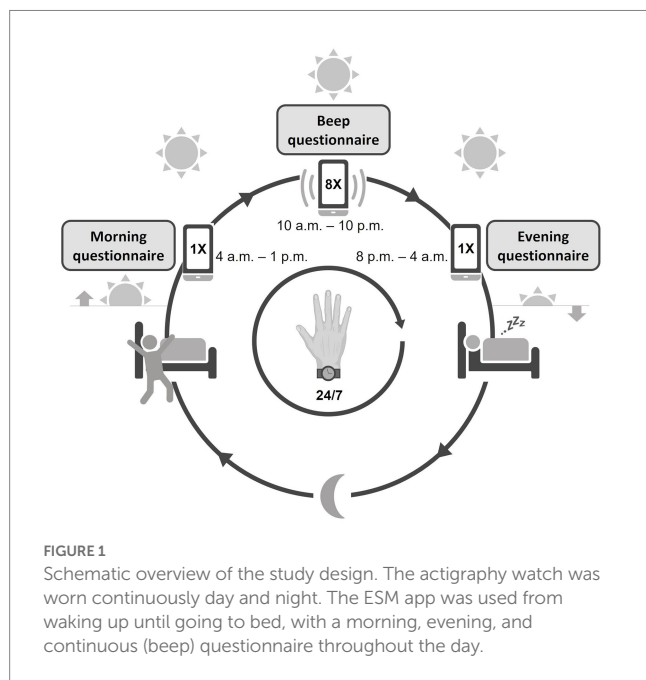 Beep
questionnaire
8X
10 a.m. – 10 p.m.
Morning
questionnaire
1X
4 a.m. – 1 p.m.
8 p.m. – 4 a.m.
1X
Evening
questionnaire
zZz
24/7
FIGURE 1
Schematic overview of the study design. The actigraphy watch was
worn continuously day and night. The ESM app was used from
waking up until going to bed, with a morning, evening, and
continuous (beep) questionnaire throughout the day.